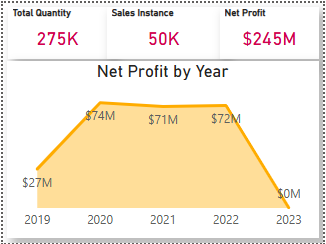 Total Quantity Sales Instance Net Profit
275K 50K $245M
Net Profit by Year
$74M $71M $72M
$27M $0M
2019 2020 2021 2022 2023